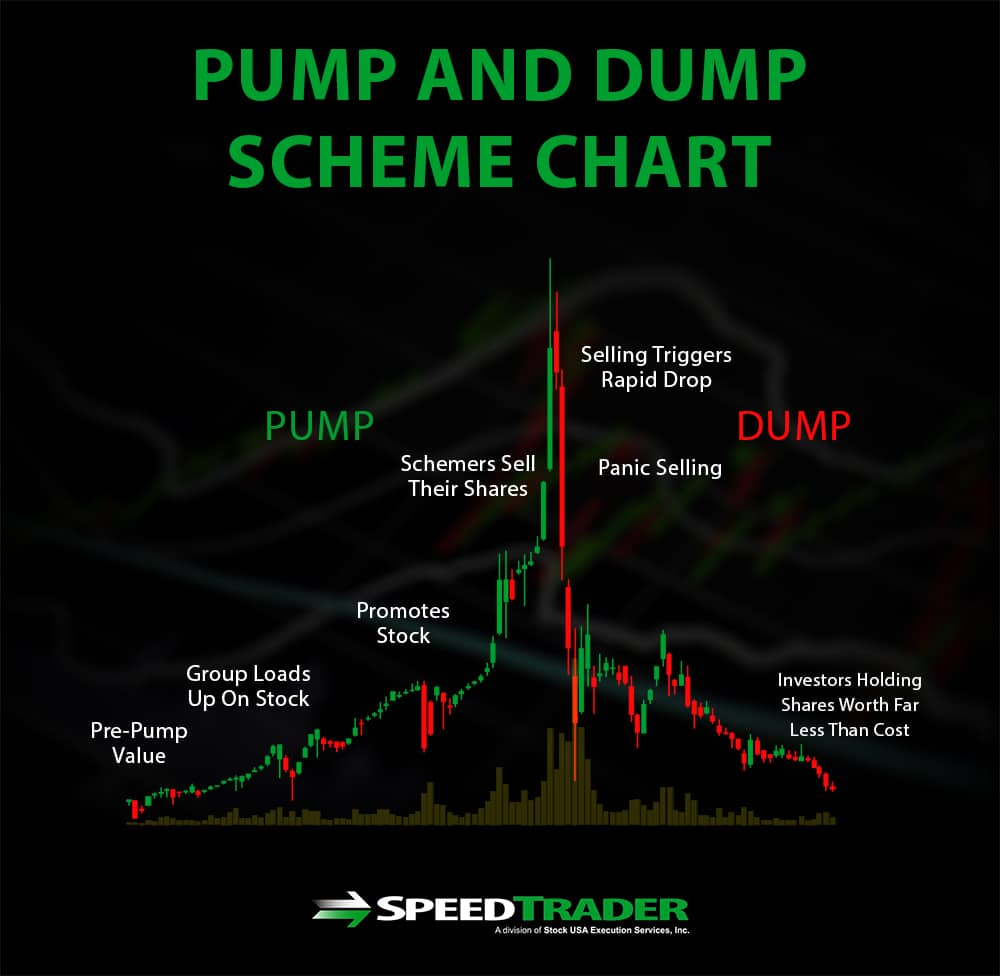 PUMP AND DUMP
SCHEME CHART
Selling Triggers
Rapid Drop
PUMP
DUMP
Schemers Sell
Their Shares
Panic Selling
Promotes
Stock
Group Loads
Up On Stock
Investors Holding
Shares Worth Far
Less Than Cost
Pre-Pump
Value
SPEEDTRADER
A division of Stock USA Execution Services, Inc.